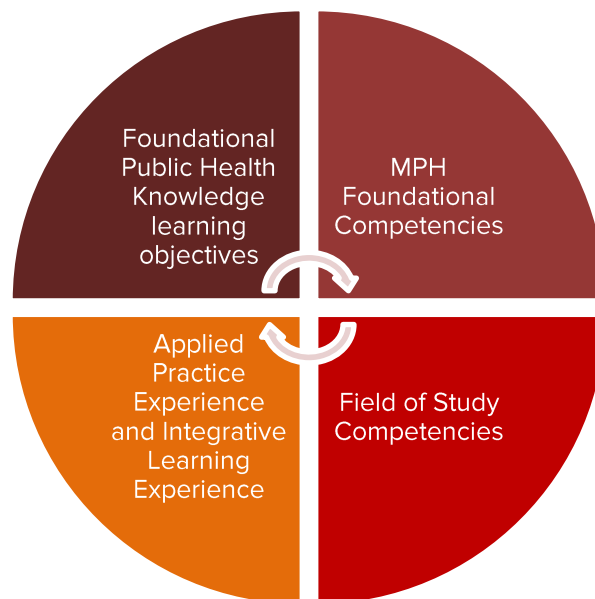 Foundational
Public Health
Knowledge
learning
objectives
MPH
Foundational
Competencies
Applied
Practice
Experience
and Integrative
Learning
Experience
Field of Study
Competencies